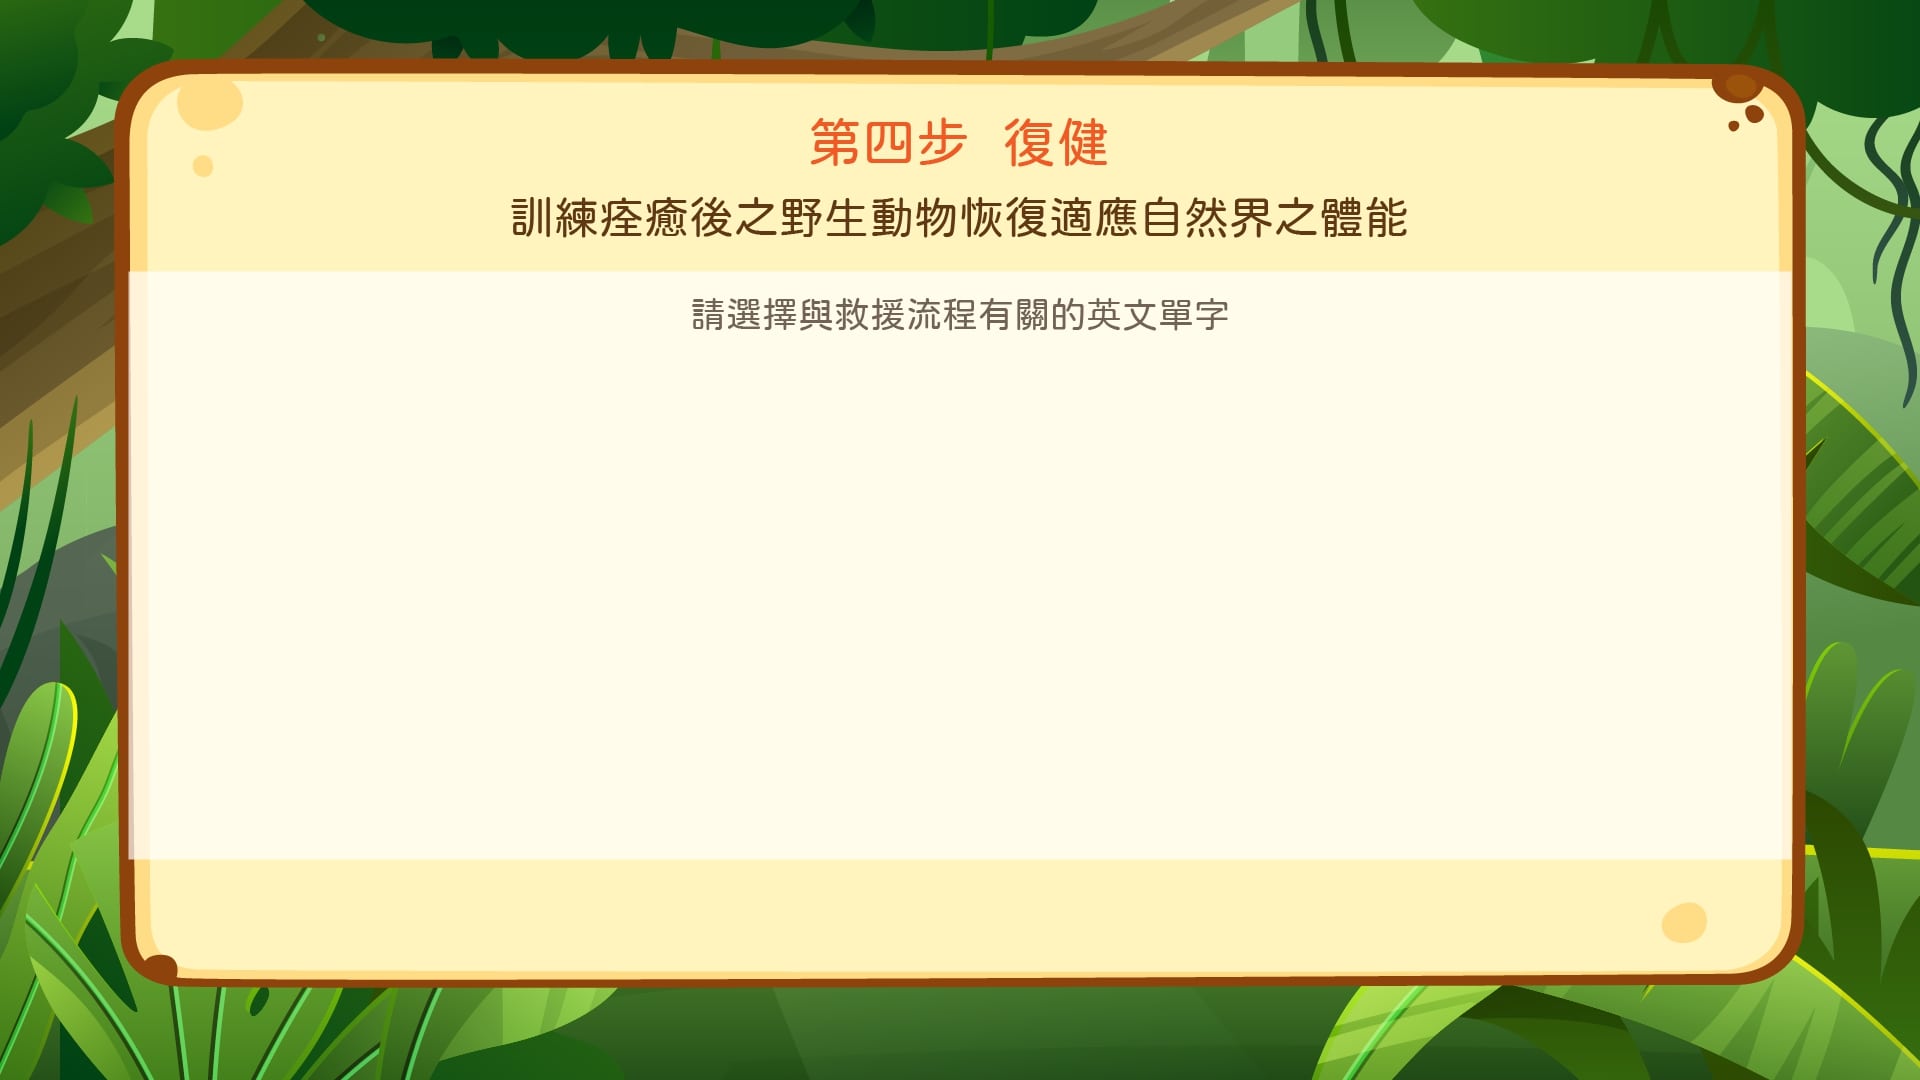 第四步 復健
訓練痊癒後之野生動物恢復適應自然界之體能
請選擇與救援流程有關的英文單字